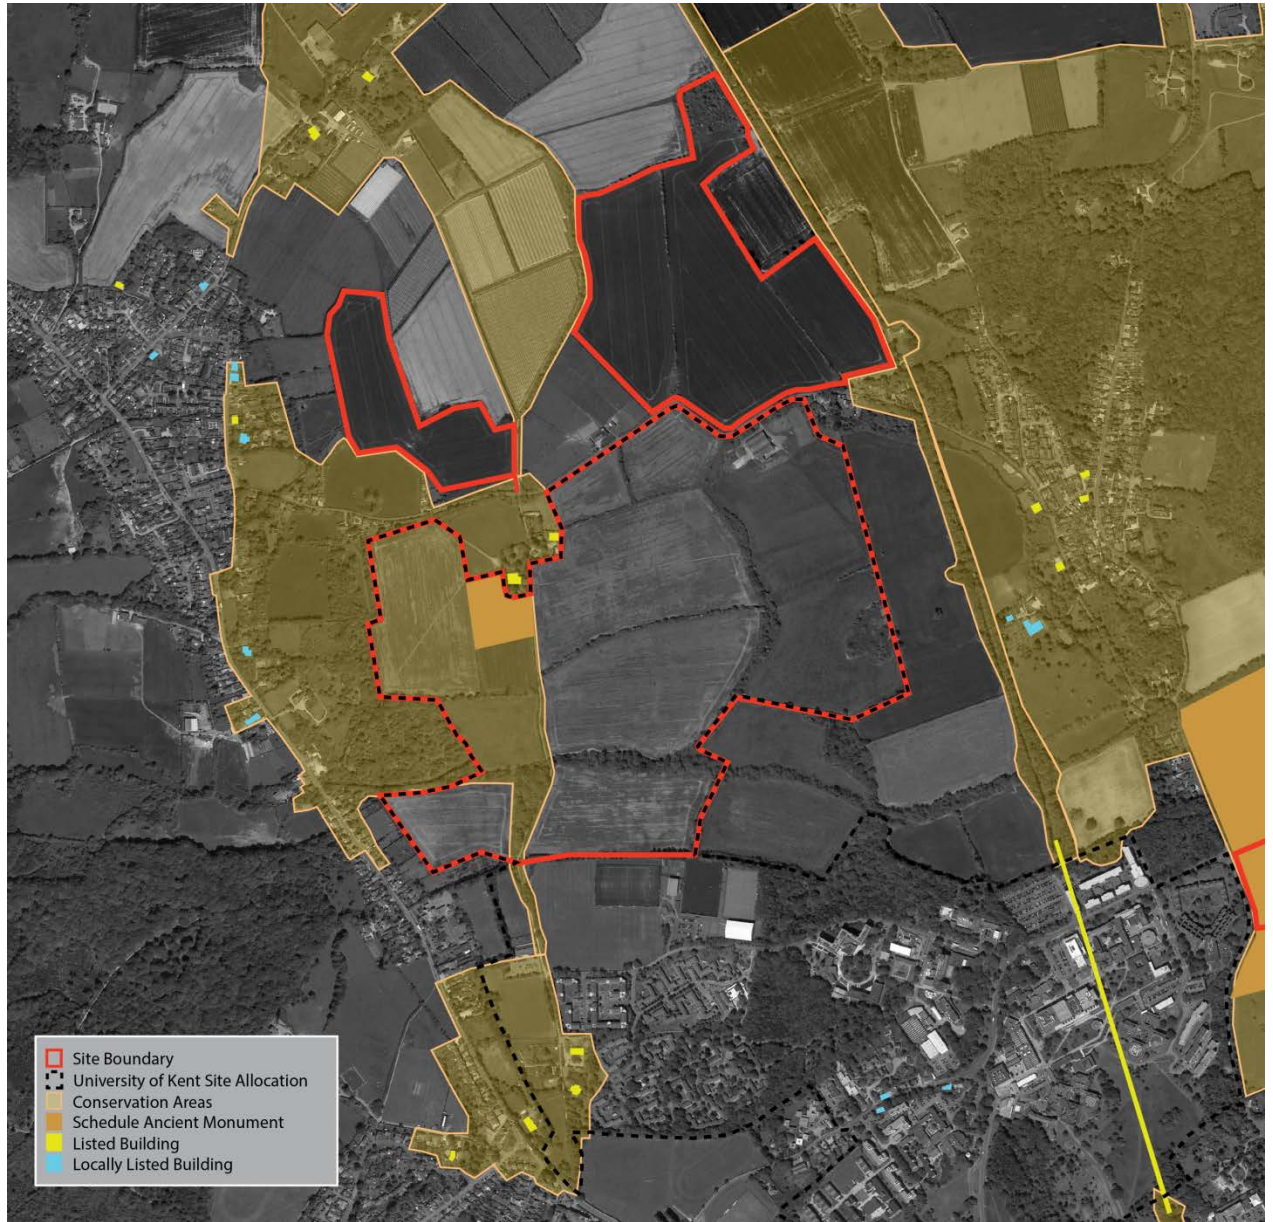 Site Boundary
University of Kent Site Allocation
Conservation Areas
Schedule Ancient Monument
Listed Building
Locally Listed Building